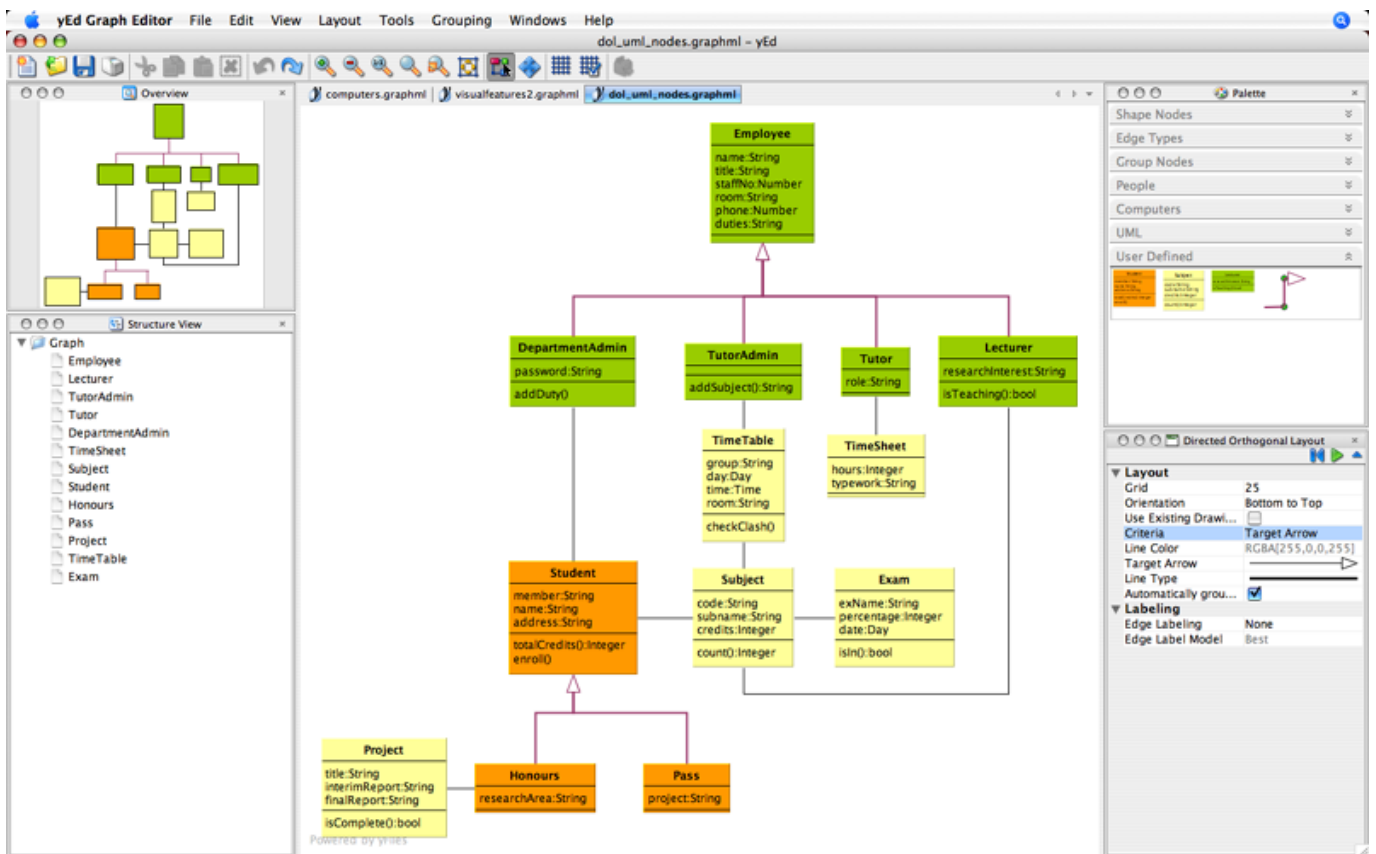 yEd Graph Editor File Edit View Layout Tools Grouping Windows Help
dol_uml_nodes.graphml – yEd
Overview
computers.graphml
visualfeatures2.graphml
dol_uml_nodes.graphml
Structure View
Graph
Employee
Lecturer
TutorAdmin
Tutor
DepartmentAdmin
TimeSheet
Subject
Student
Honours
Pass
Project
TimeTable
Exam
Employee
name:String
title:String
staffNo:Number
room:String
phone:Number
duties:String
DepartmentAdmin
password:String
addDuty()
TutorAdmin
addSubject():String
Tutor
role:String
Lecturer
researchInterest:String
isTeaching():bool
TimeTable
group:String
day:Day
time:Time
room:String
checkClash()
TimeSheet
hours:Integer
typework:String
Student
member:String
name:String
address:String
totalCredits():Integer
enroll()
Subject
code:String
subname:String
credits:Integer
count():Integer
Exam
exName:String
percentage:Integer
date:Day
isIn():bool
Project
title:String
interimReport:String
finalReport:String
isComplete():bool
Honours
researchArea:String
Pass
project:String
Powered by yFiles
Palette
Shape Nodes
Edge Types
Group Nodes
People
Computers
UML
User Defined
Directed Orthogonal Layout
Layout
Grid 25
Orientation Bottom to Top
Use Existing Drawi...
Criteria Target Arrow
Line Color RGBA[255,0,0,255]
Target Arrow
Line Type
Automatically grou...
Labeling
Edge Labeling None
Edge Label Model Best